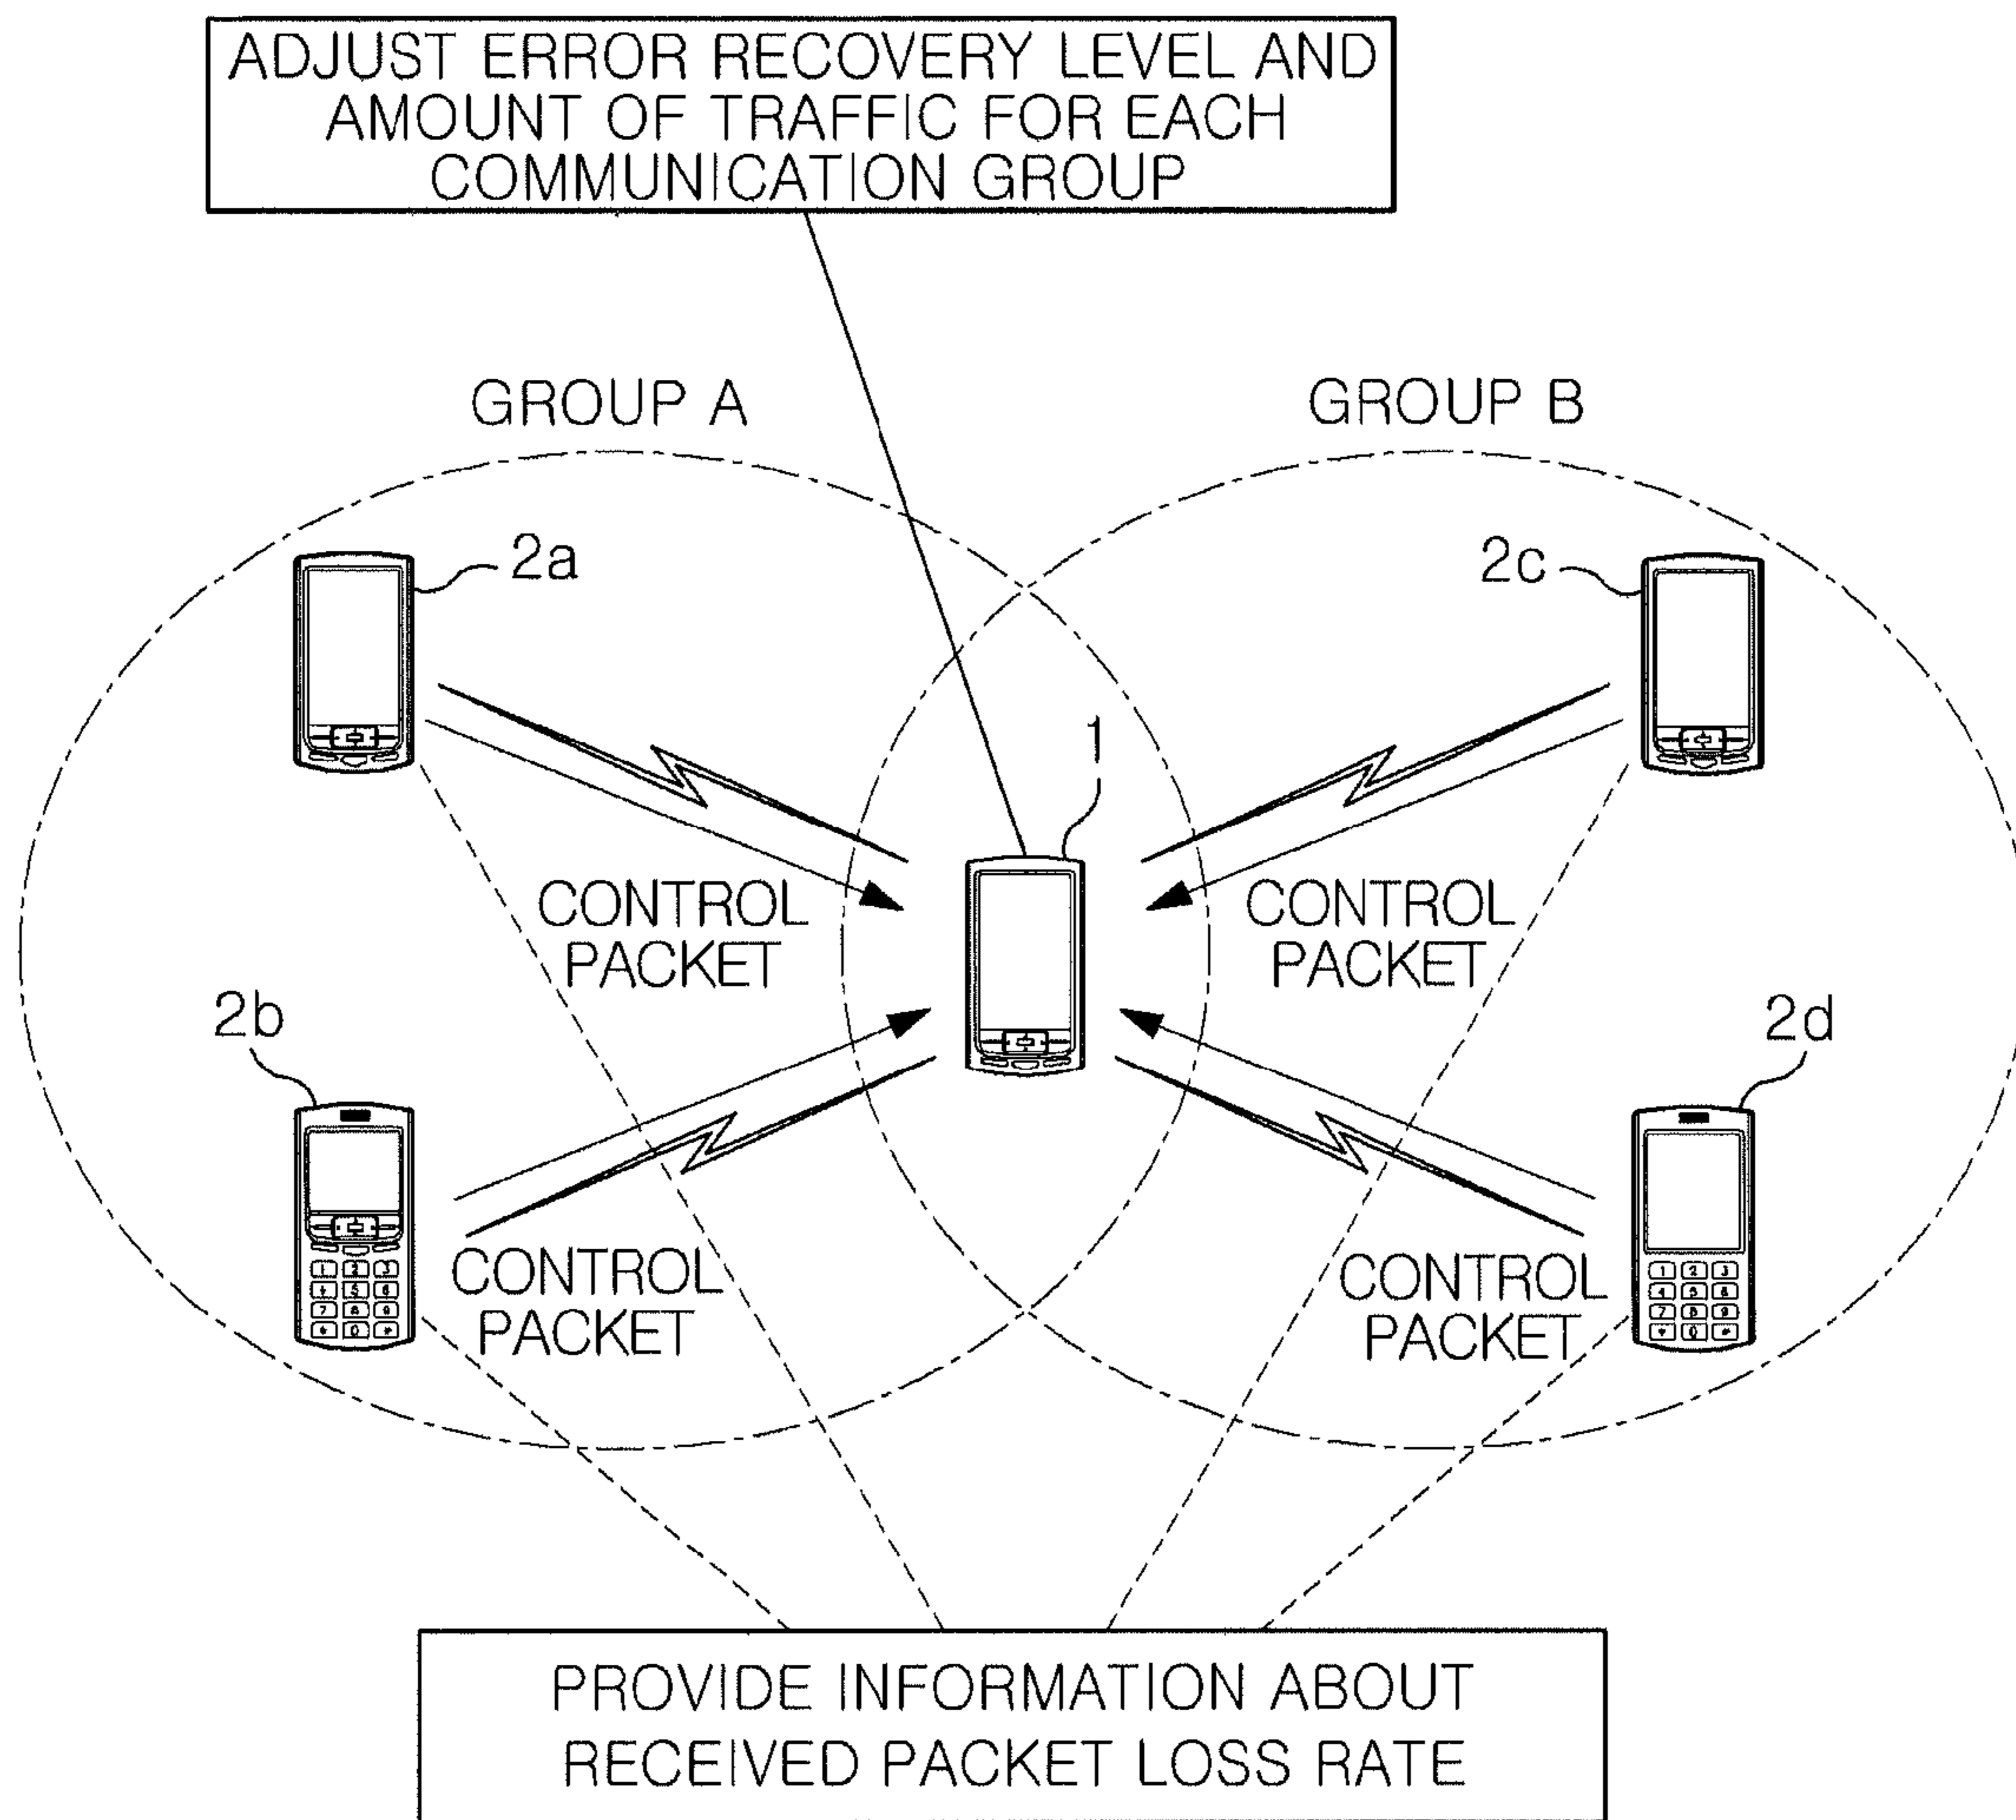 ADJUST ERROR RECOVERY LEVEL AND
AMOUNT OF TRAFFIC FOR EACH
COMMUNICATION GROUP
GROUP A
GROUP B
2a
2c
1
CONTROL
PACKET
CONTROL
PACKET
2b
2d
CONTROL
PACKET
CONTROL
PACKET
PROVIDE INFORMATION ABOUT
RECEIVED PACKET LOSS RATE